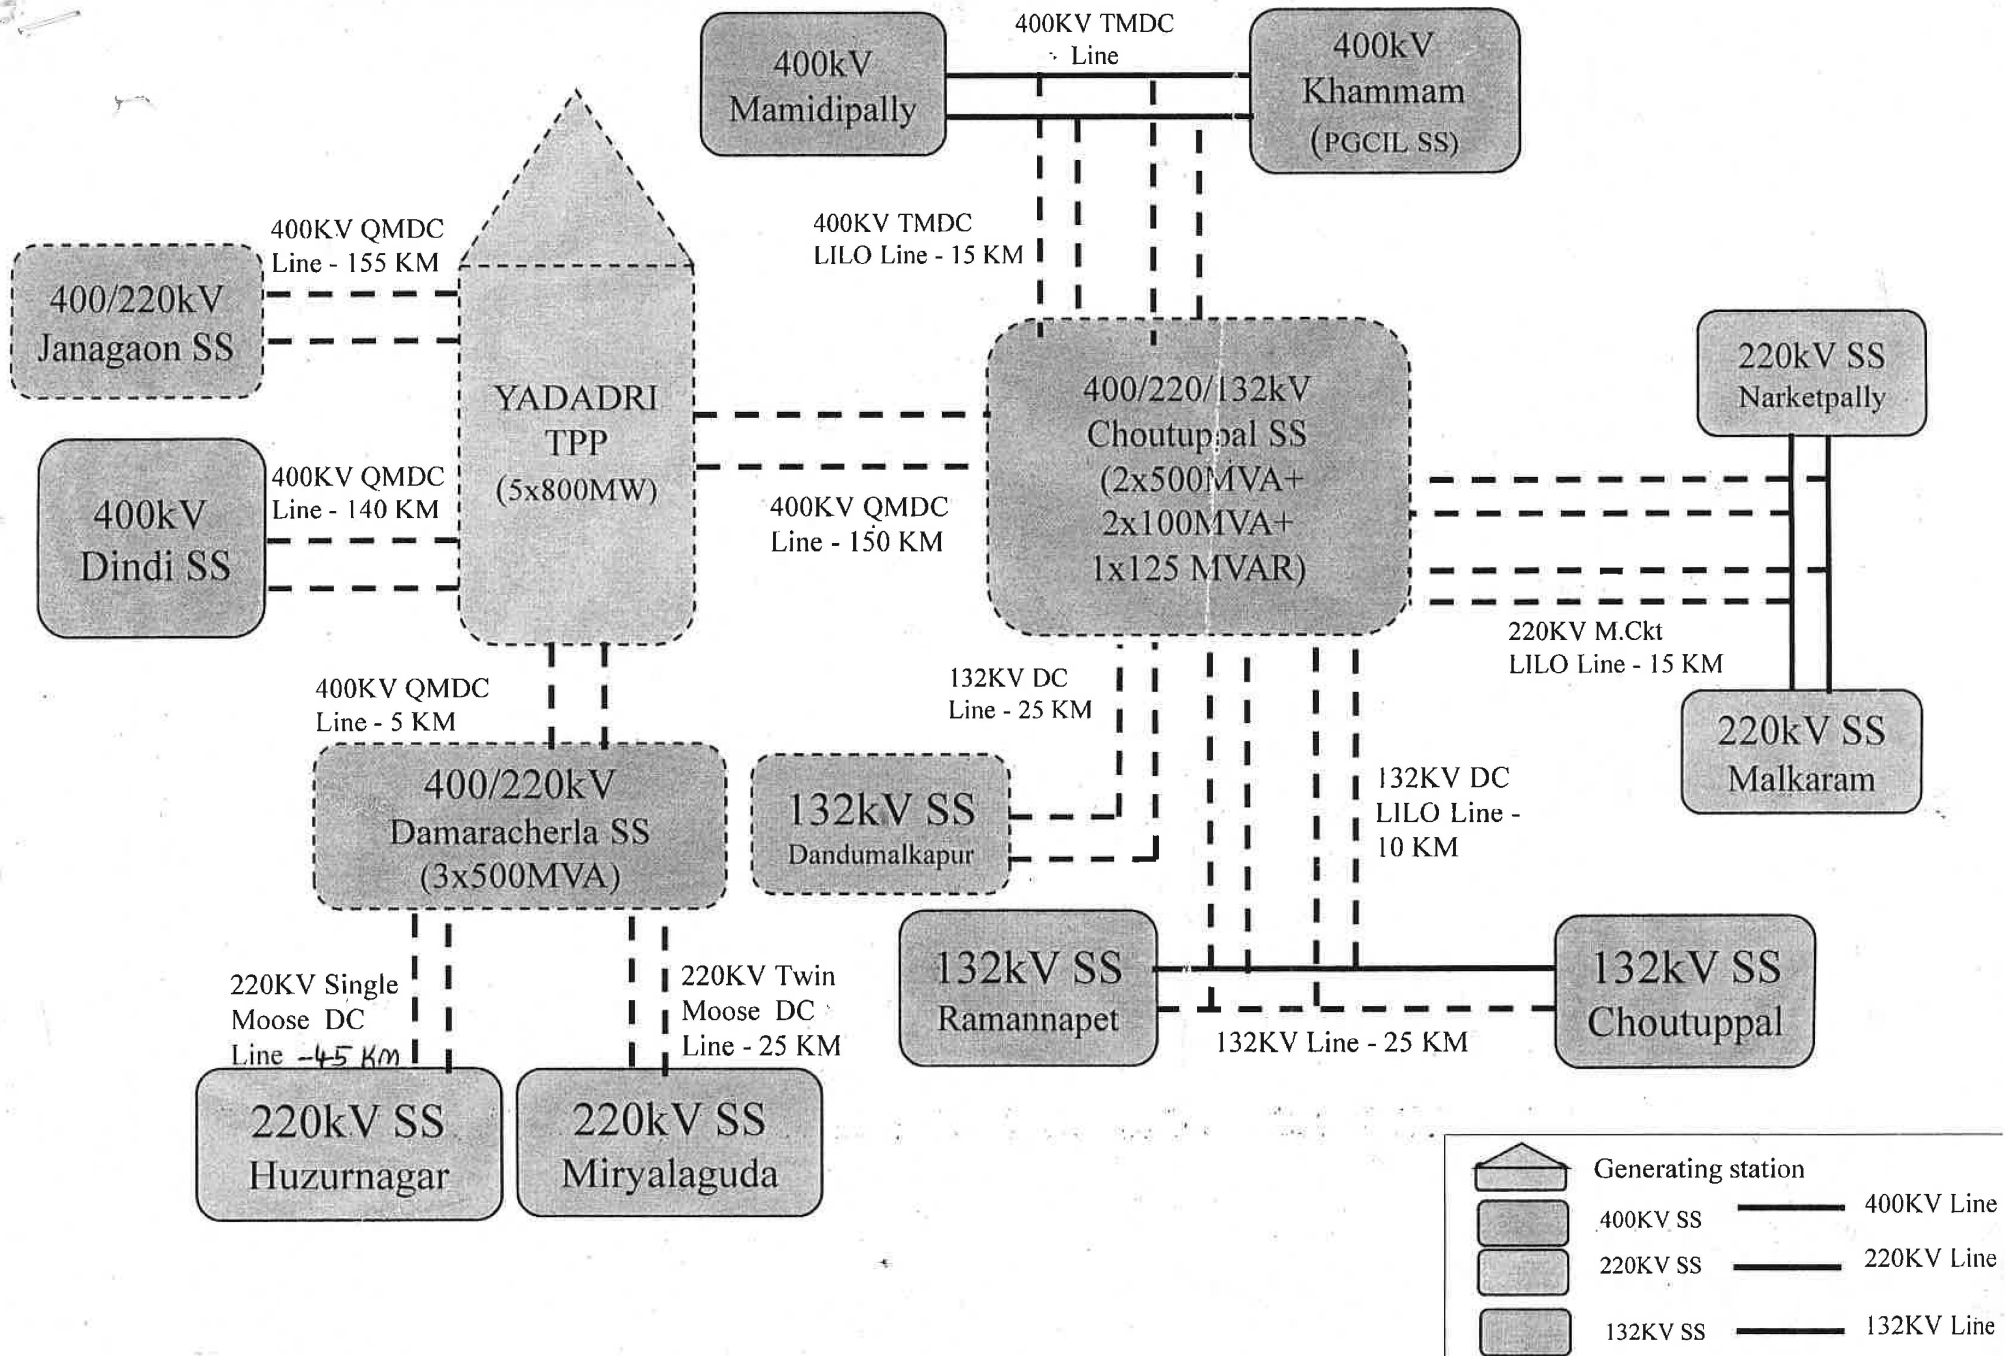 400KV TMDC
Line
400kV
Mamidipally
400kV
Khammam
(PGCIL SS)
400KV QMDC
Line - 155 KM
400KV TMDC
LILO Line - 15 KM
400/220kV
Janagaon SS
YADADRI
TPP
(5x800MW)
400/220/132kV
Choutuppal SS
(2x500MVA+
2x100MVA+
1x125 MVAR)
220kV SS
Narketpally
400KV QMDC
Line - 140 KM
400kV
Dindi SS
400KV QMDC
Line - 150 KM
220KV M.Ckt
LILO Line - 15 KM
400KV QMDC
Line - 5 KM
132KV DC
Line - 25 KM
220kV SS
Malkaram
400/220kV
Damaracherla SS
(3x500MVA)
132kV SS
Dandumalkapur
132KV DC
LILO Line -
10 KM
220KV Single
Moose DC
Line -45 KM
220KV Twin
Moose DC
Line - 25 KM
132kV SS
Ramannapet
132KV Line - 25 KM
132kV SS
Choutuppal
220kV SS
Huzurnagar
220kV SS
Miryalaguda
Generating station
400KV SS
400KV Line
220KV SS
220KV Line
132KV SS
132KV Line